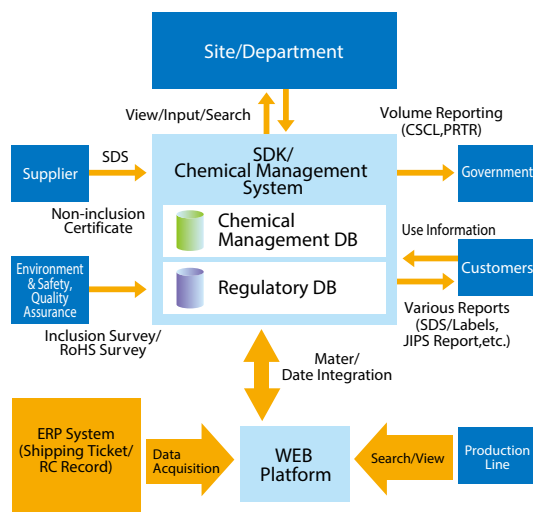 Site/Department
View/Input/Search
Volume Reporting
(CSCL,PRTR)
Supplier
SDS
SDK/
Chemical Management
System
Government
Non-inclusion
Certificate
Chemical
Management DB
Use Information
Environment
& Safety,
Quality
Assurance
Regulatory DB
Customers
Inclusion Survey/
RoHS Survey
Various Reports
(SDS/Labels,
JIPS Report,etc.)
Mater/
Date Integration
ERP System
(Shipping Ticket/
RC Record)
Data
Acquisition
WEB
Platform
Search/View
Production
Line